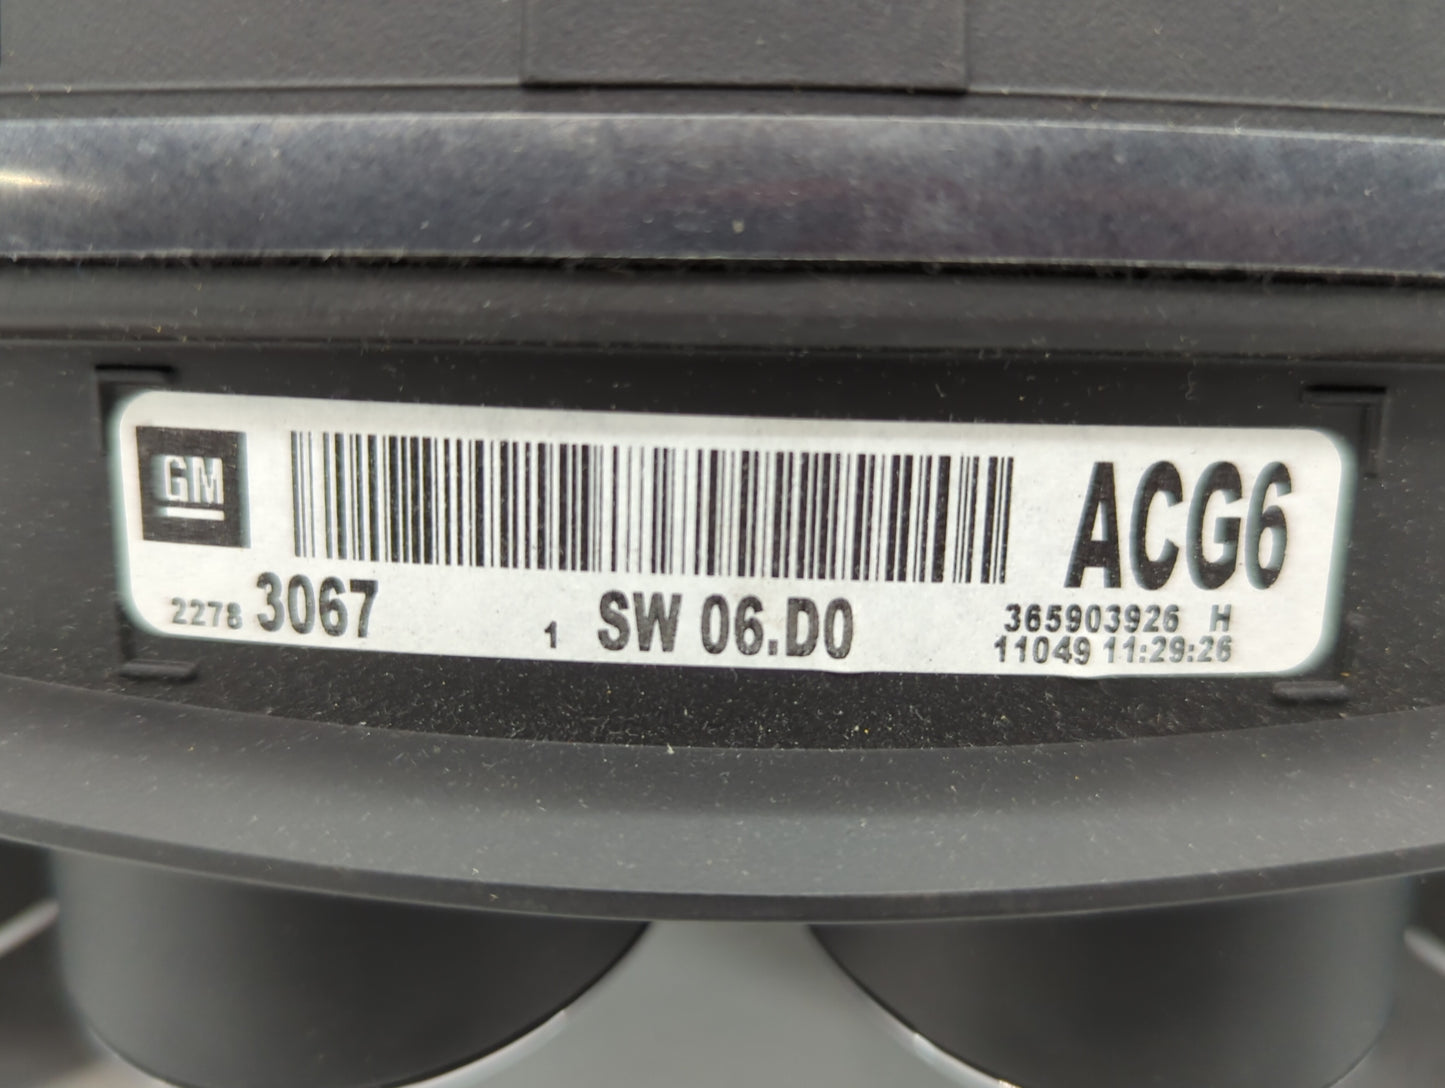 GM
ACG6
2278 3067
1 SW 06.D0
365903926 H
11049 11:29:26